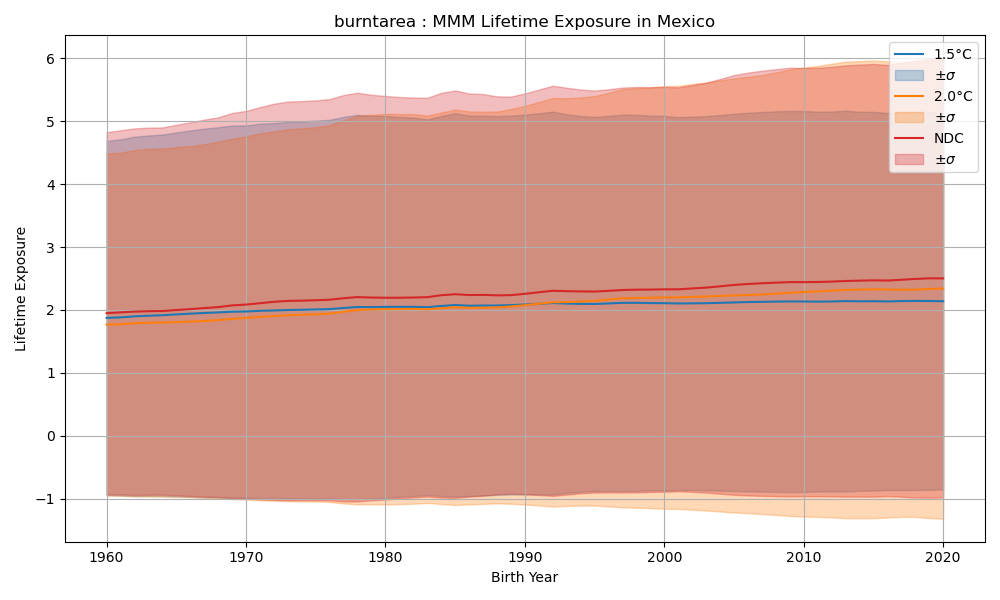 burntarea : MMM Lifetime Exposure in Mexico
6
5
4
3
2
1
0
−1
Lifetime Exposure
1960
1970
1980
1990
2000
2010
2020
Birth Year
1.5°C
±σ
2.0°C
±σ
NDC
±σ